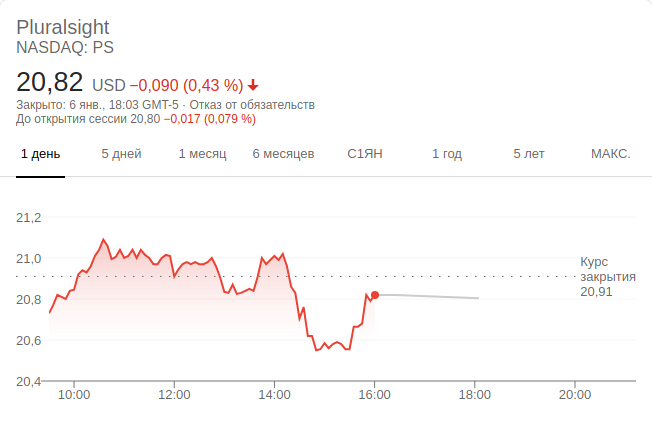 Pluralsight
NASDAQ: PS
20,82 USD −0,090 (0,43 %)
Закрыто: 6 янв., 18:03 GMT-5 · Отказ от обязательств
До открытия сессии 20,80 −0,017 (0,079 %)
1 день 5 дней 1 месяц 6 месяцев С1ЯН 1 год 5 лет МАКС.
21,2
21,0
20,8
20,6
20,4
Курс
закрытия
20,91
10:00 12:00 14:00 16:00 18:00 20:00